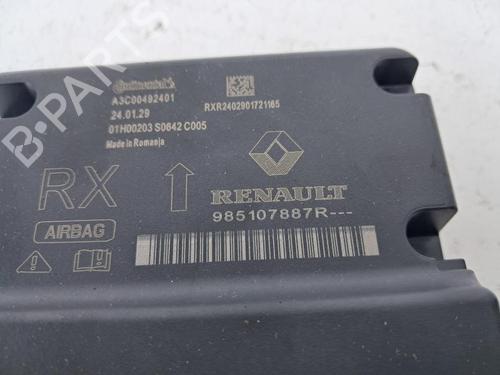 B-PARTS
Continental
A3C00492401
24.01.29
01H00203 S0642 C005
Made in Romania
RXR2402901721165
RX
AIRBAG
RENAULT
985107887R---